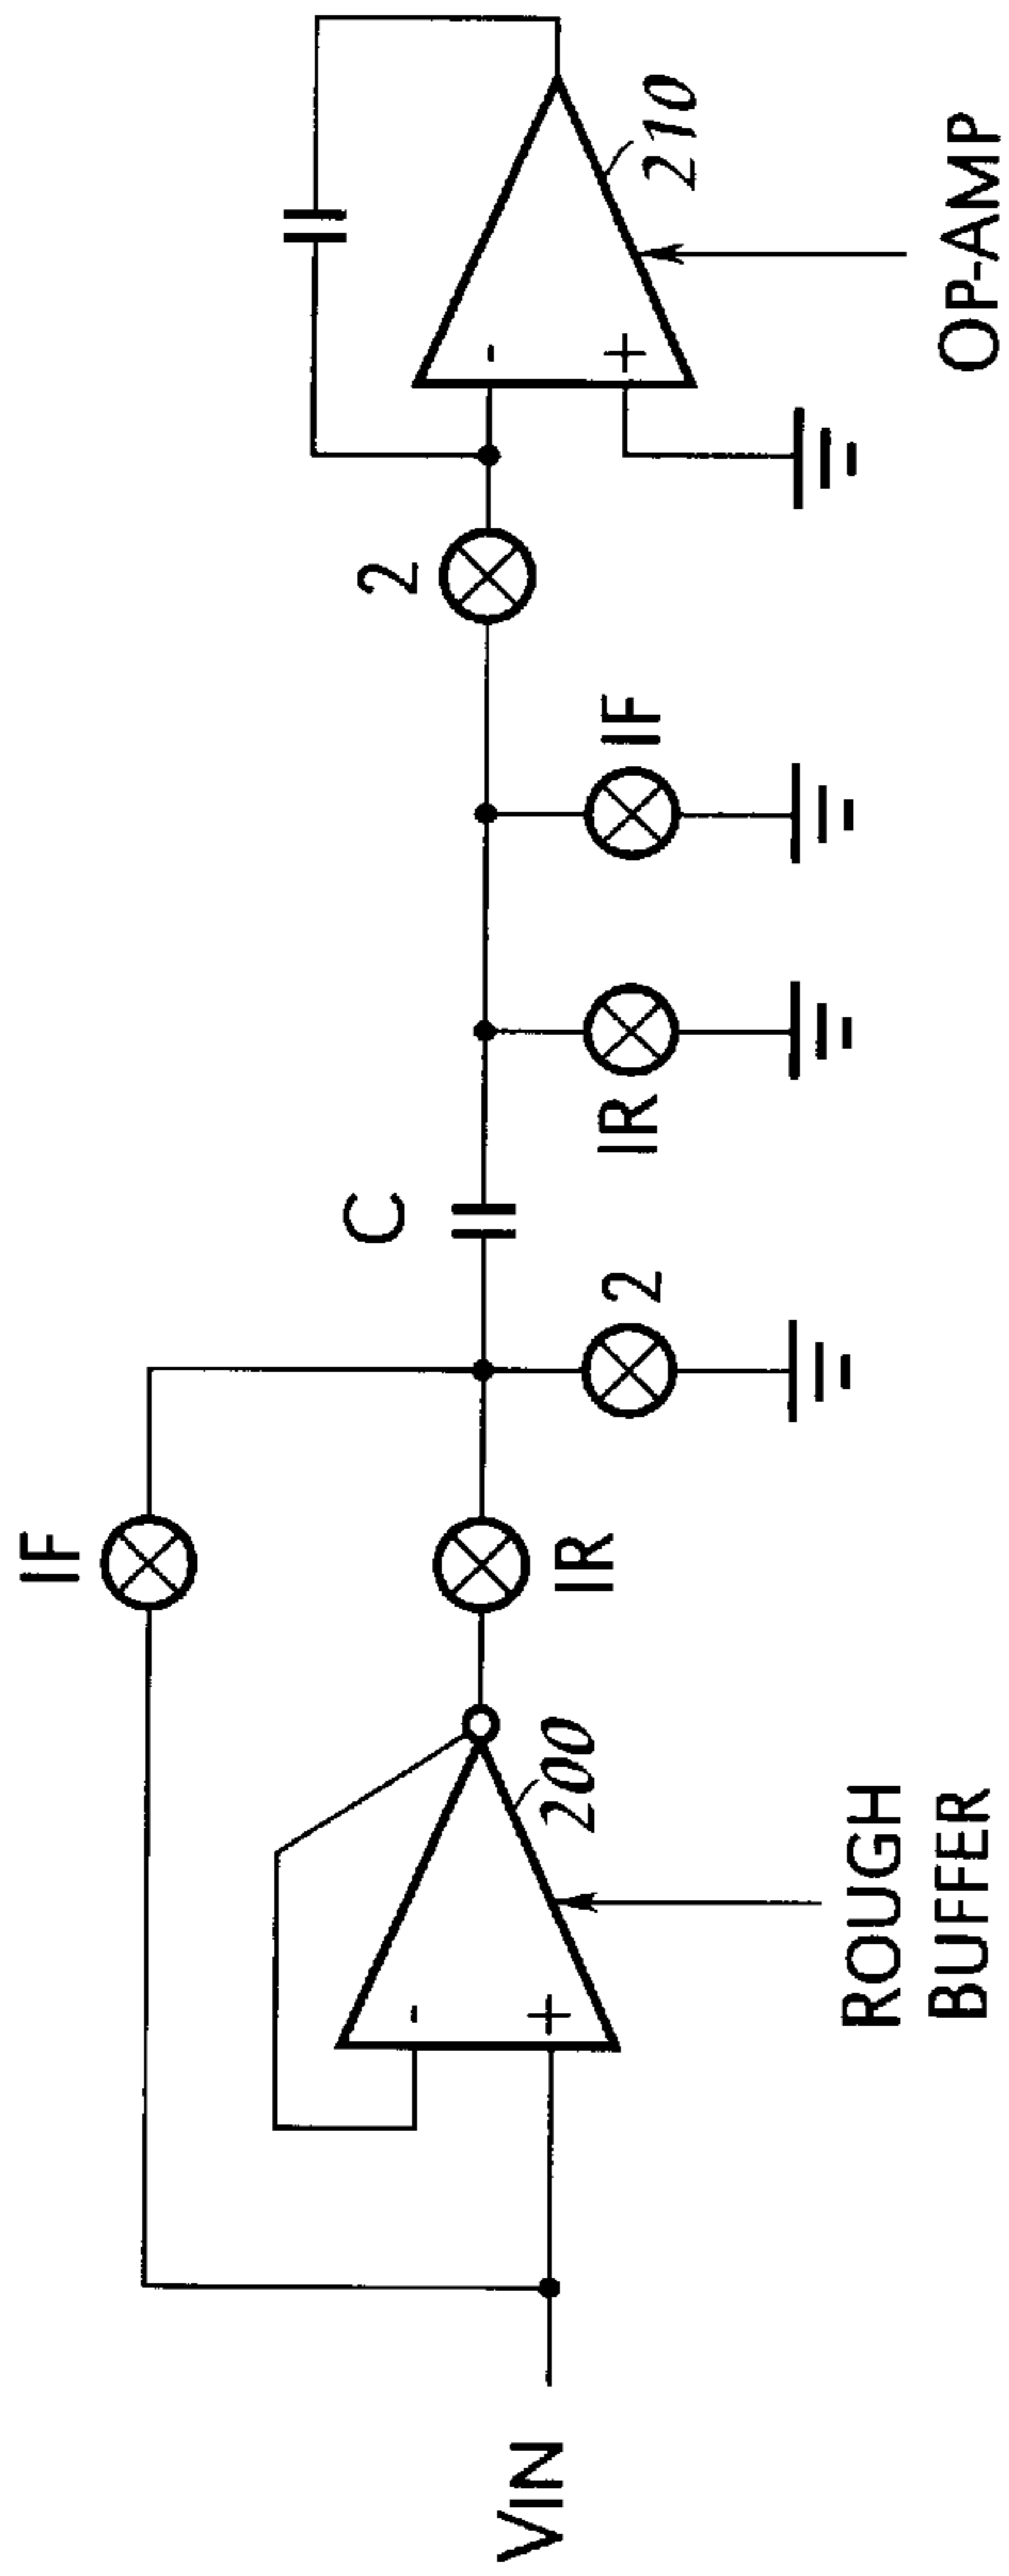 IF
2
C
OP-AMP
210
IF
IR
2
IR
200
ROUGH
BUFFER
VIN
-
+
-
+